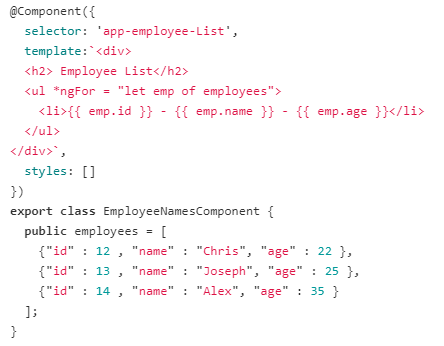 @Component({
  selector: 'app-employee-List',
  template:`<div>
  <h2> Employee List</h2>
  <ul *ngFor = "let emp of employees">
    <li>{{ emp.id }} - {{ emp.name }} - {{ emp.age }}</li>
  </ul>
</div>`,
  styles: []
})
export class EmployeeNamesComponent {
  public employees = [
    {"id" : 12 , "name" : "Chris", "age" : 22 },
    {"id" : 13 , "name" : "Joseph", "age" : 25 },
    {"id" : 14 , "name" : "Alex", "age" : 35 }
  ];
}